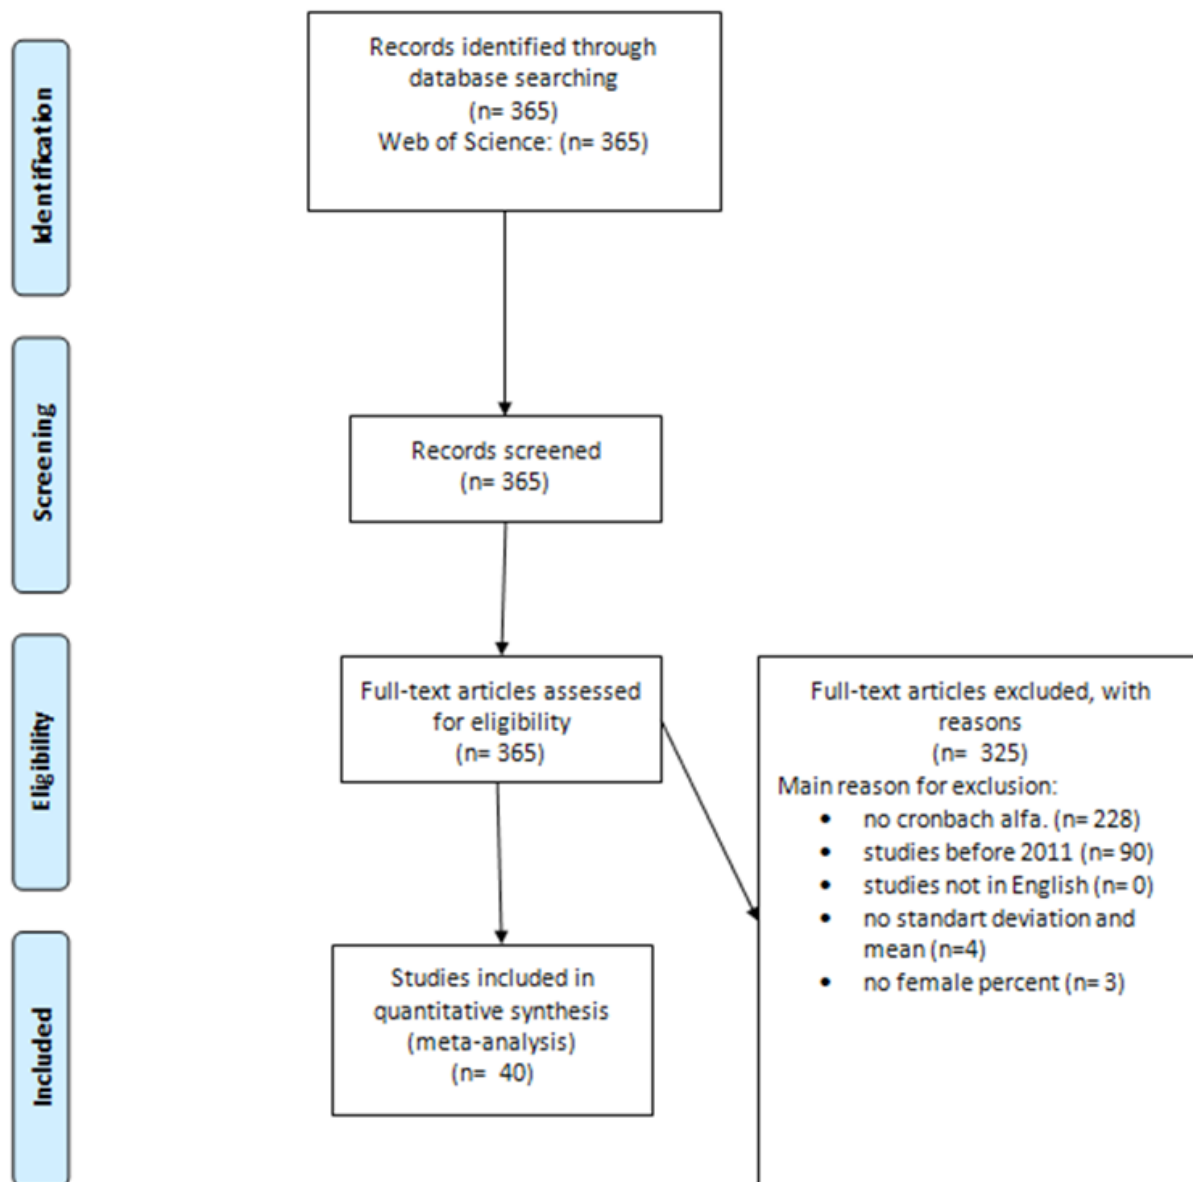 Identification
Records identified through
database searching
(n= 365)
Web of Science: (n= 365)
Screening
Records screened
(n= 365)
Eligibility
Full-text articles assessed
for eligibility
(n= 365)
Full-text articles excluded, with
reasons
(n= 325)
Main reason for exclusion:
• no cronbach alfa. (n= 228)
• studies before 2011 (n= 90)
• studies not in English (n= 0)
• no standart deviation and
mean (n=4)
• no female percent (n= 3)
Included
Studies included in
quantitative synthesis
(meta-analysis)
(n= 40)